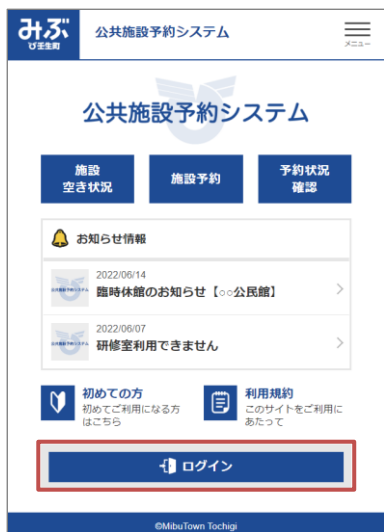 みぶ
び壬生町
公共施設予約システム
メニュー
公共施設予約システム
施設
空き状況
施設予約
予約状況
確認
お知らせ情報
2022/06/14
臨時休館のお知らせ【○○公民館】
2022/06/07
研修室利用できません
初めての方
初めてご利用になる方
はこちら
利用規約
このサイトをご利用に
あたって
ログイン
©MibuTown Tochigi